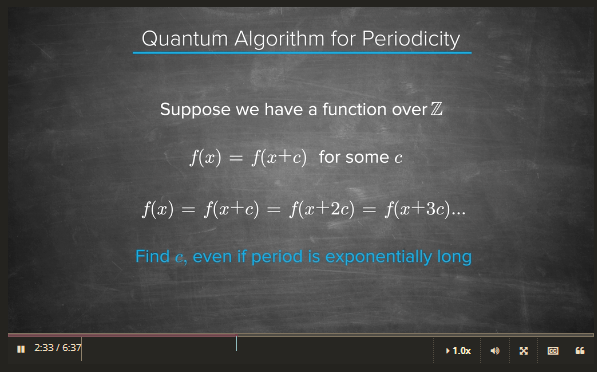 Quantum Algorithm for Periodicity
Suppose we have a function over ℤ
f(x) = f(x+c) for some c
f(x) = f(x+c) = f(x+2c) = f(x+3c)...
Find c, even if period is exponentially long
2:33 / 6:37
1.0x
CC